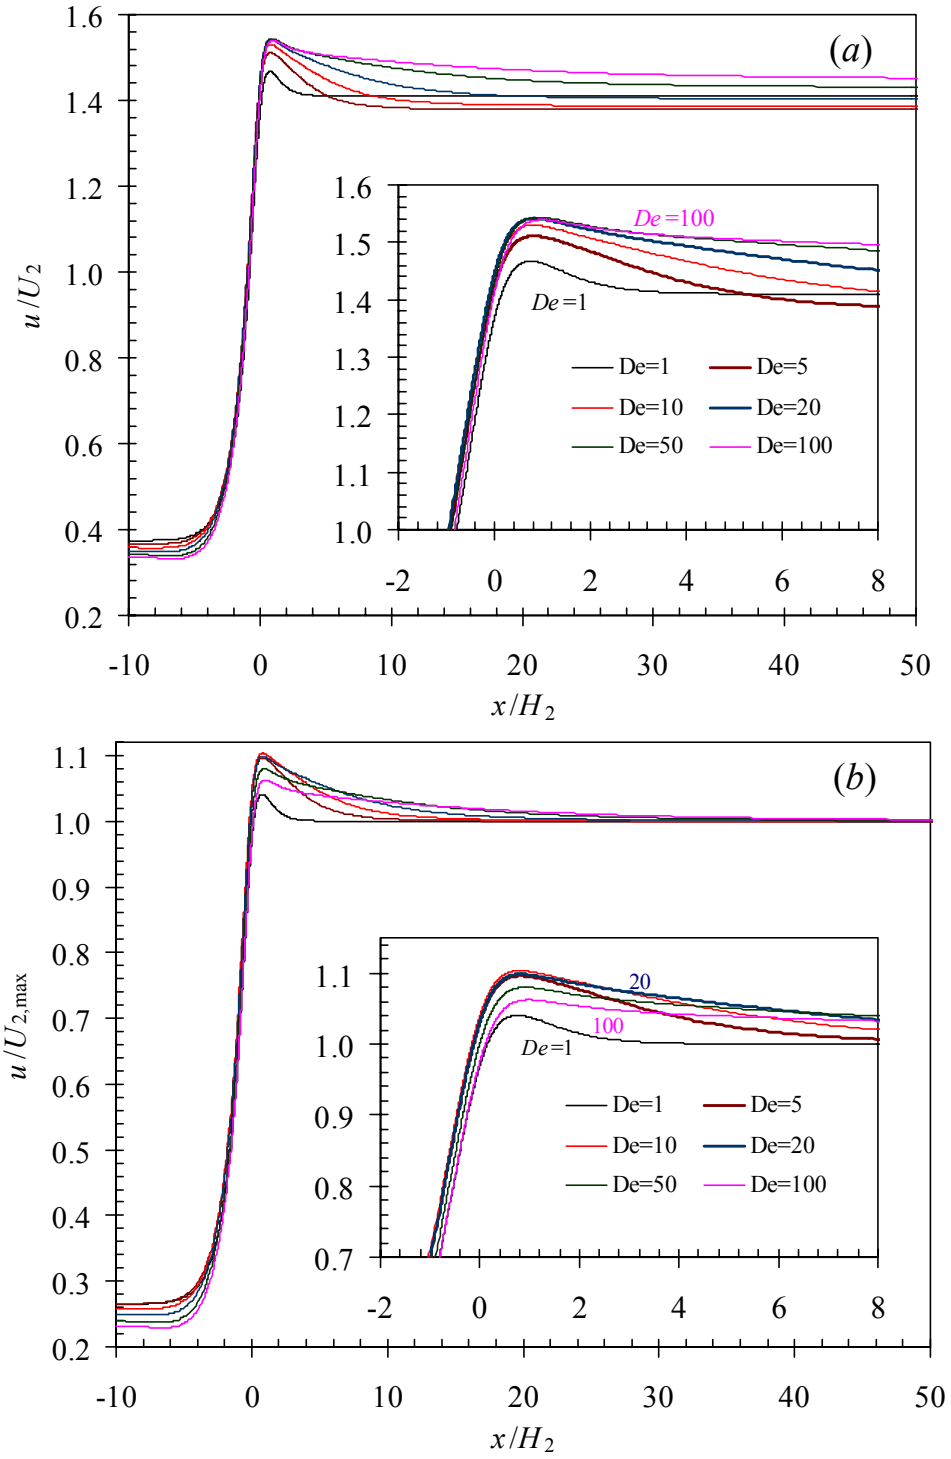 (a)
u/U2
1.6
1.4
1.2
1.0
0.8
0.6
0.4
0.2
-10 0 10 20 30 40 50
x/H2
1.6
1.5
1.4
1.3
1.2
1.1
1.0
-2 0 2 4 6 8
De=100
De=1
De=1 De=5
De=10 De=20
De=50 De=100
(b)
u/U2,max
1.1
1.0
0.9
0.8
0.7
0.6
0.5
0.4
0.3
0.2
-10 0 10 20 30 40 50
x/H2
1.1
1.0
0.9
0.8
0.7
-2 0 2 4 6 8
20
100
De=1
De=1 De=5
De=10 De=20
De=50 De=100